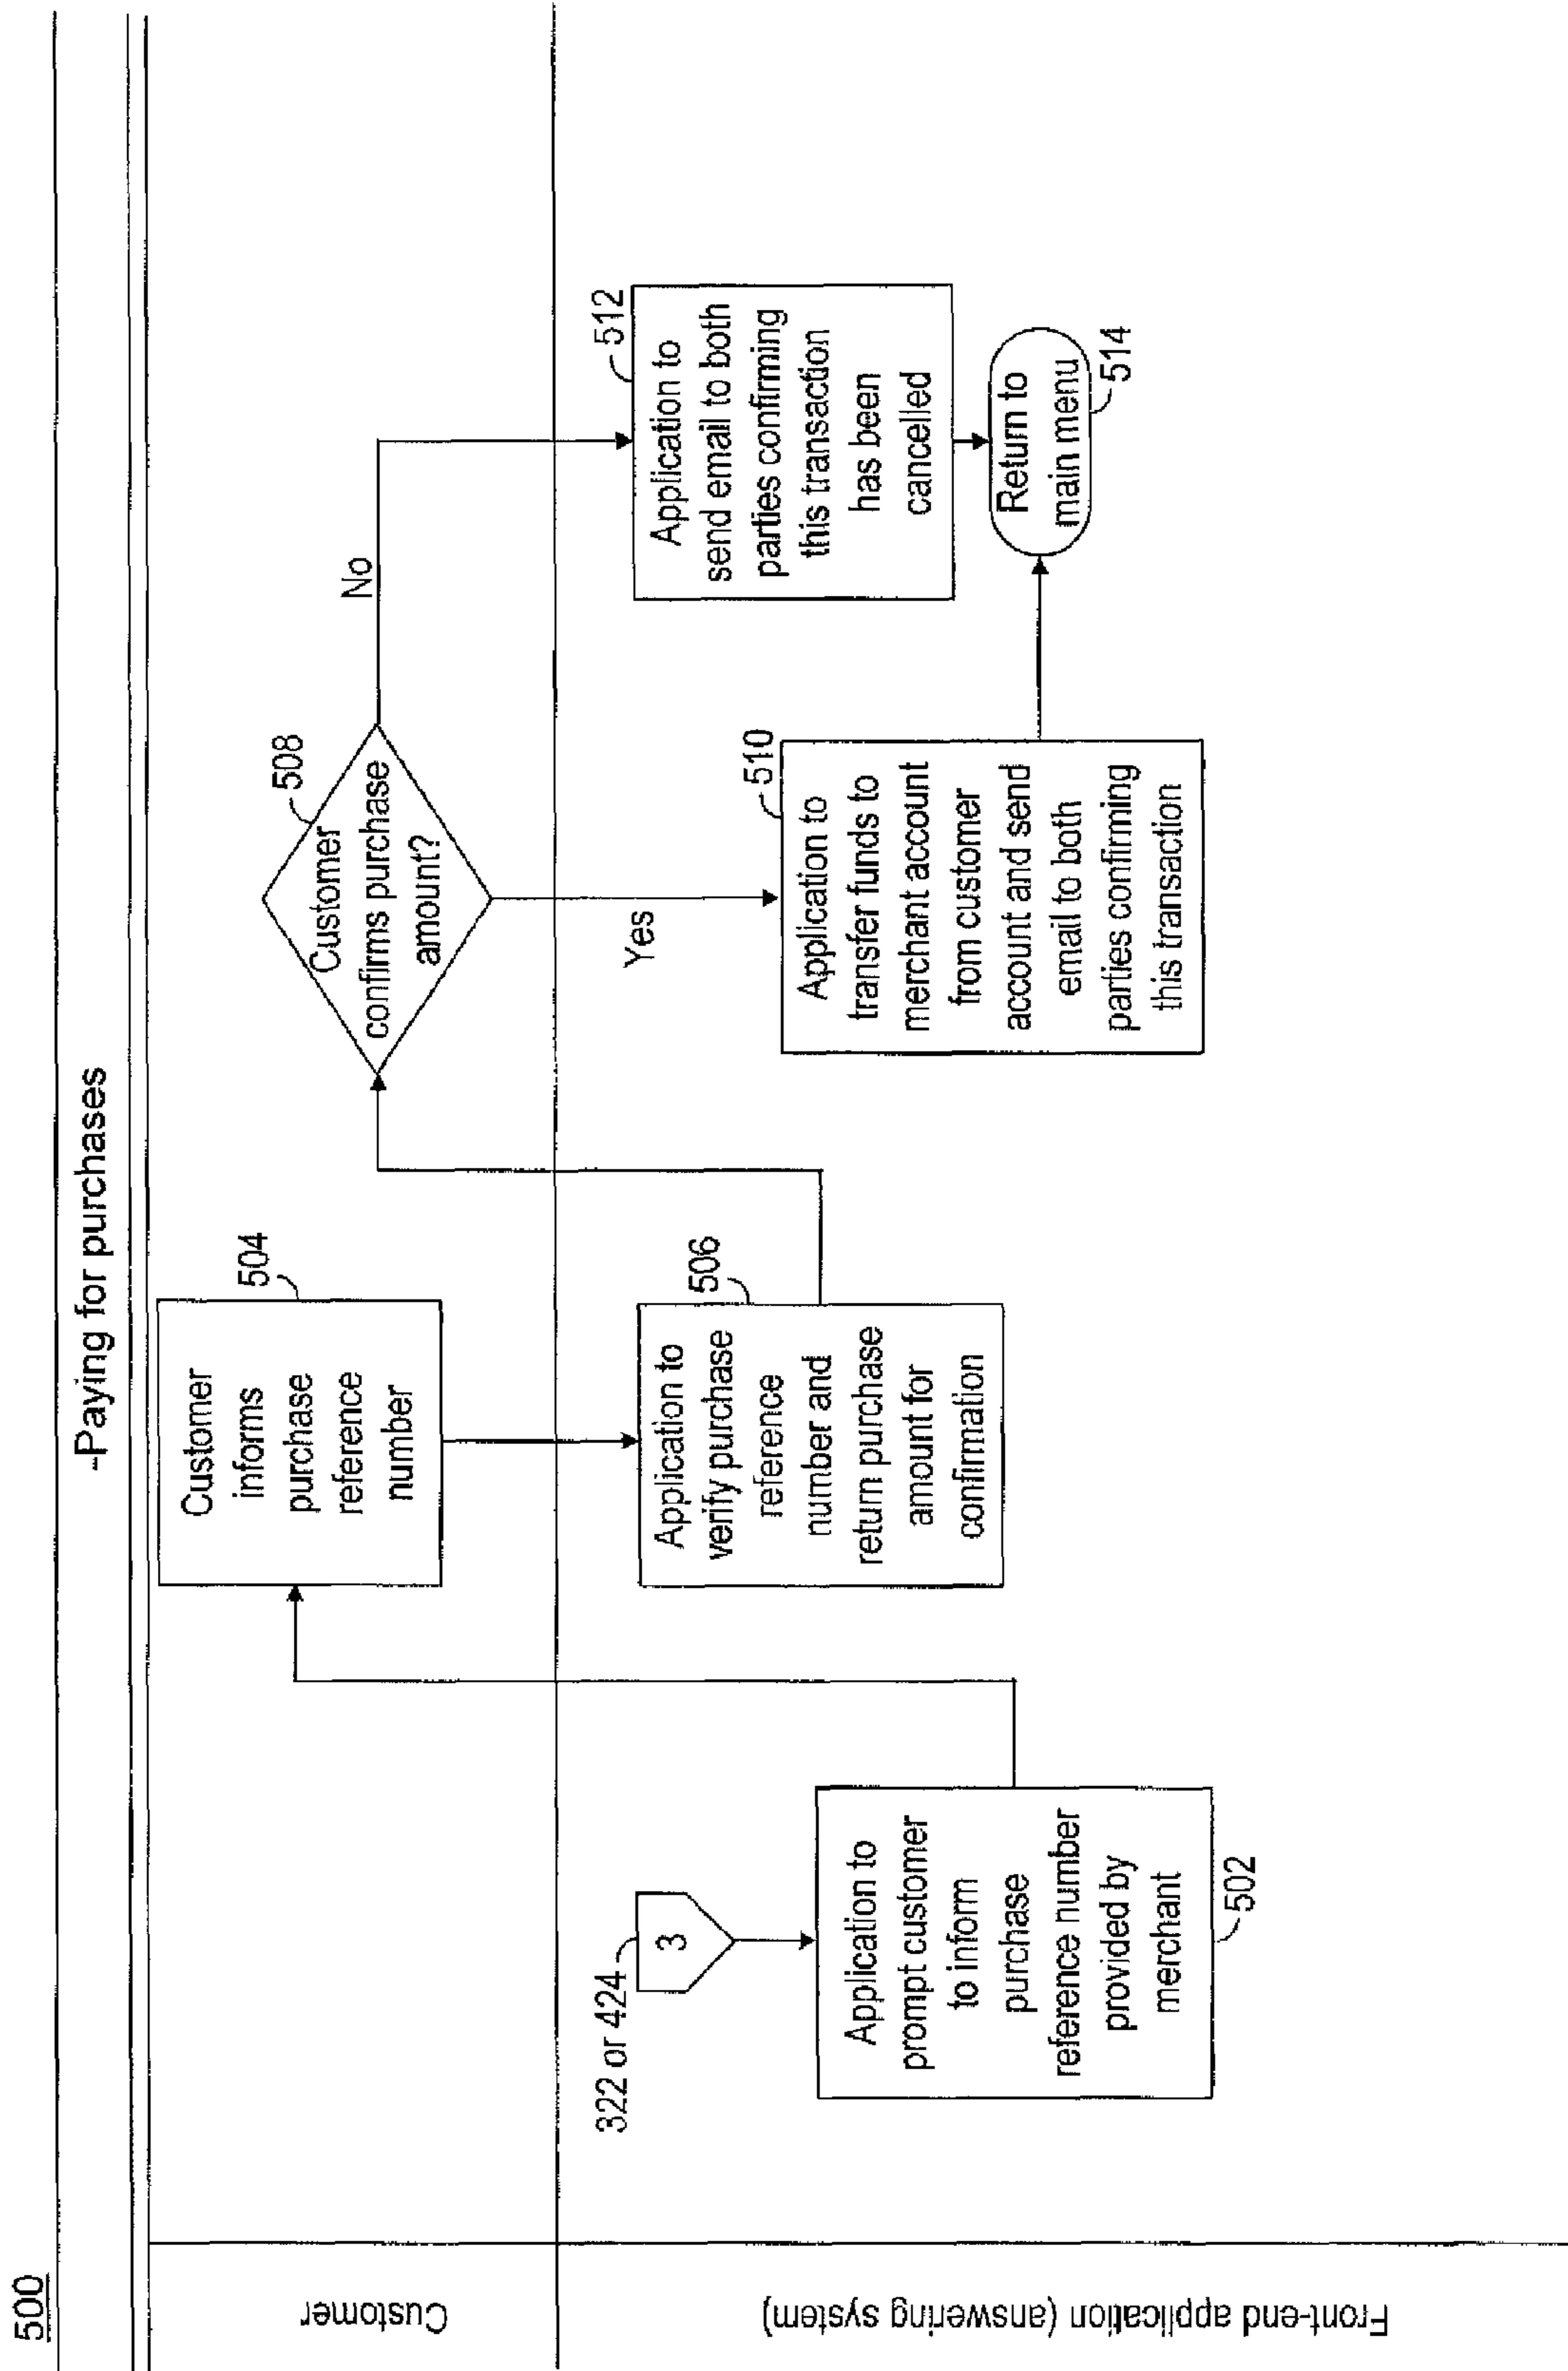 500
-Paying for purchases
Customer
Front-end application (answering system)
322 or 424
3
Application to
prompt customer
to inform
purchase
reference number
provided by
merchant
502
Customer
informs
purchase
reference
number
504
Application to
verify purchase
reference
number and
return purchase
amount for
confirmation
506
Customer
confirms purchase
amount?
508
Yes
No
Application to
transfer funds to
merchant account
from customer
account and send
email to both
parties confirming
this transaction
510
Application to
send email to both
parties confirming
this transaction
has been
cancelled
512
Return to
main menu
514